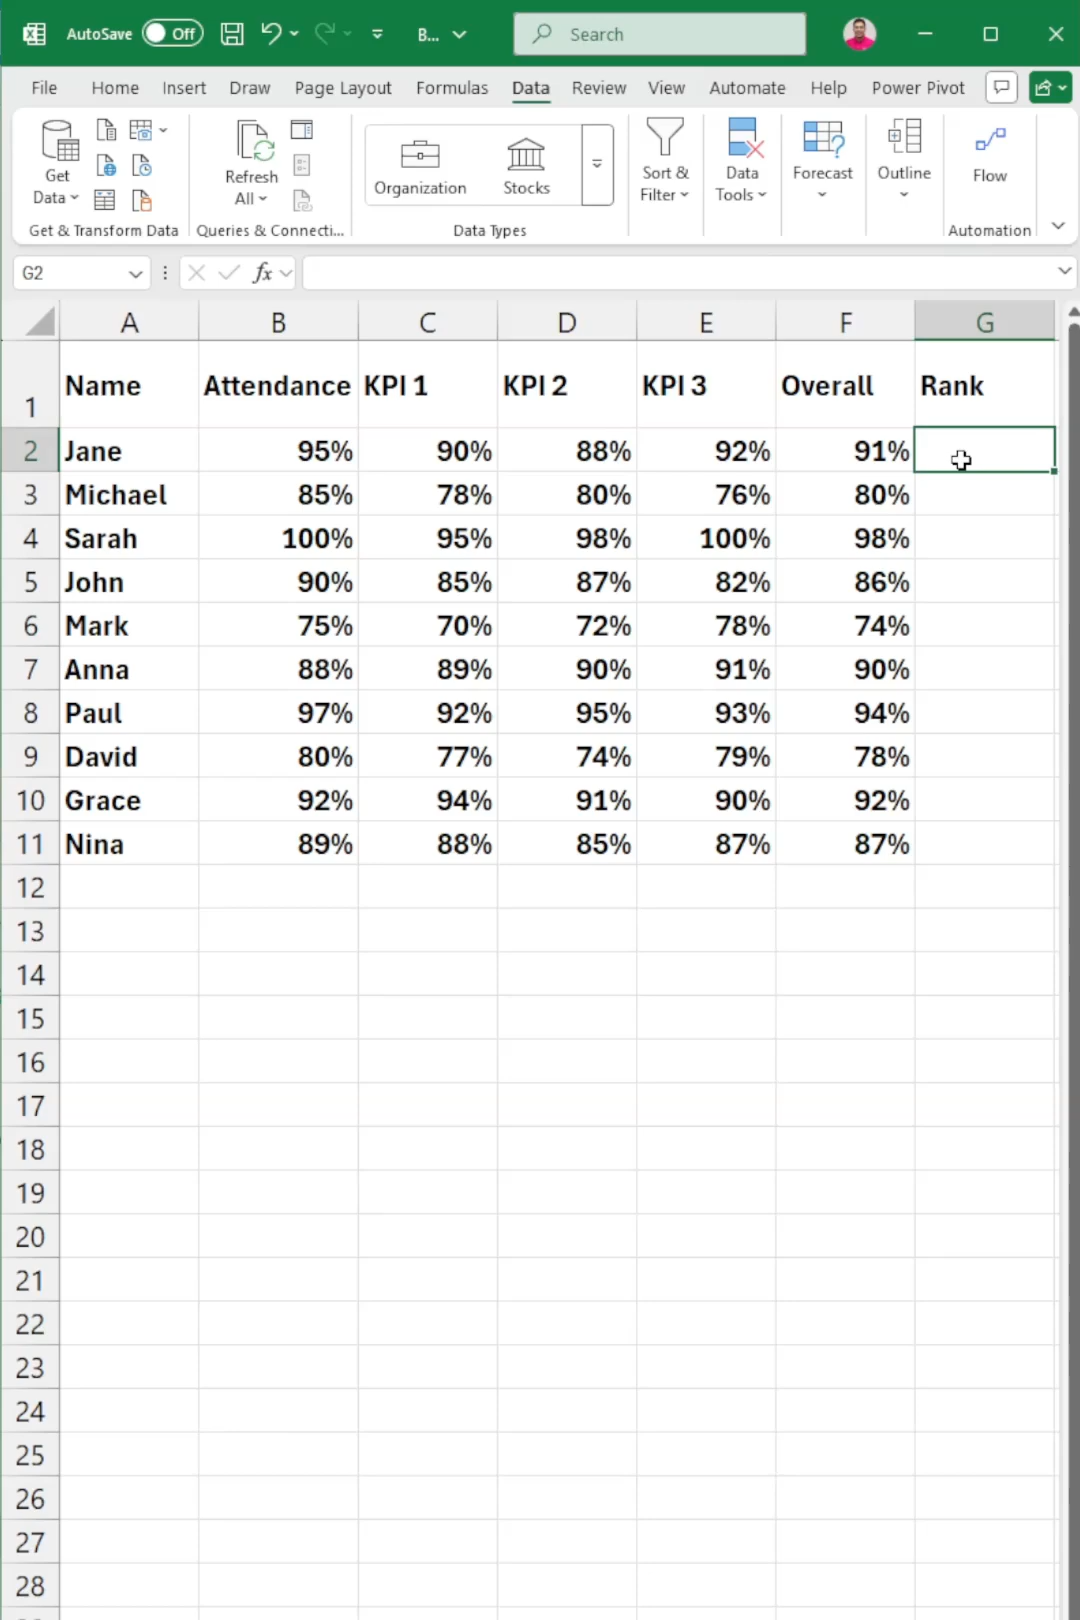 AutoSave Off B... Search
File Home Insert Draw Page Layout Formulas Data Review View Automate Help Power Pivot
Get Data
Refresh All
Organization
Stocks
Sort & Filter
Data Tools
Forecast
Outline
Flow
Get & Transform Data Queries & Connecti... Data Types Automation
G2 fx
A B C D E F G
1 Name Attendance KPI 1 KPI 2 KPI 3 Overall Rank
2 Jane 95% 90% 88% 92% 91%
3 Michael 85% 78% 80% 76% 80%
4 Sarah 100% 95% 98% 100% 98%
5 John 90% 85% 87% 82% 86%
6 Mark 75% 70% 72% 78% 74%
7 Anna 88% 89% 90% 91% 90%
8 Paul 97% 92% 95% 93% 94%
9 David 80% 77% 74% 79% 78%
10 Grace 92% 94% 91% 90% 92%
11 Nina 89% 88% 85% 87% 87%
12
13
14
15
16
17
18
19
20
21
22
23
24
25
26
27
28